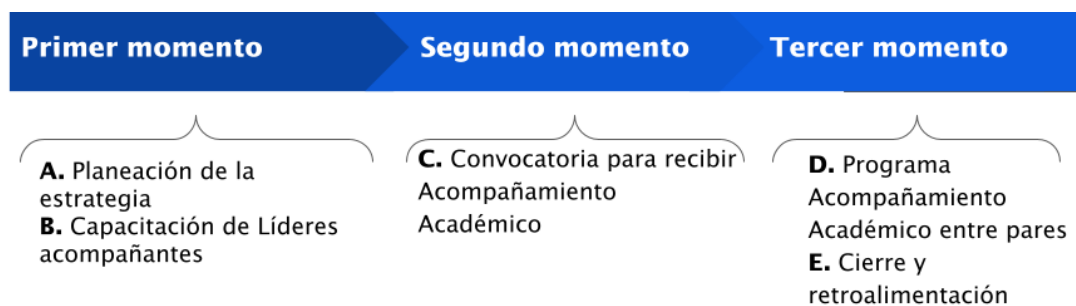 Primer momento
Segundo momento
Tercer momento
A. Planeación de la
estrategia
B. Capacitación de Líderes
acompañantes
C. Convocatoria para recibir
Acompañamiento
Académico
D. Programa
Acompañamiento
Académico entre pares
E. Cierre y
retroalimentación